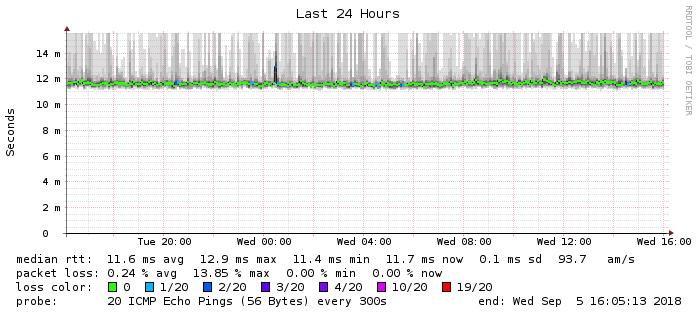 Last 24 Hours
RRDTOOL / TOBI OETIKER
Seconds
14 m
12 m
10 m
8 m
6 m
4 m
2 m
0
Tue 20:00 Wed 00:00 Wed 04:00 Wed 08:00 Wed 12:00 Wed 16:00
median rtt: 11.6 ms avg 12.9 ms max 11.4 ms min 11.7 ms now 0.1 ms sd 93.7 am/s
packet loss: 0.24 % avg 13.85 % max 0.00 % min 0.00 % now
loss color: 0 1/20 2/20 3/20 4/20 10/20 19/20
probe: 20 ICMP Echo Pings (56 Bytes) every 300s end: Wed Sep 5 16:05:13 2018